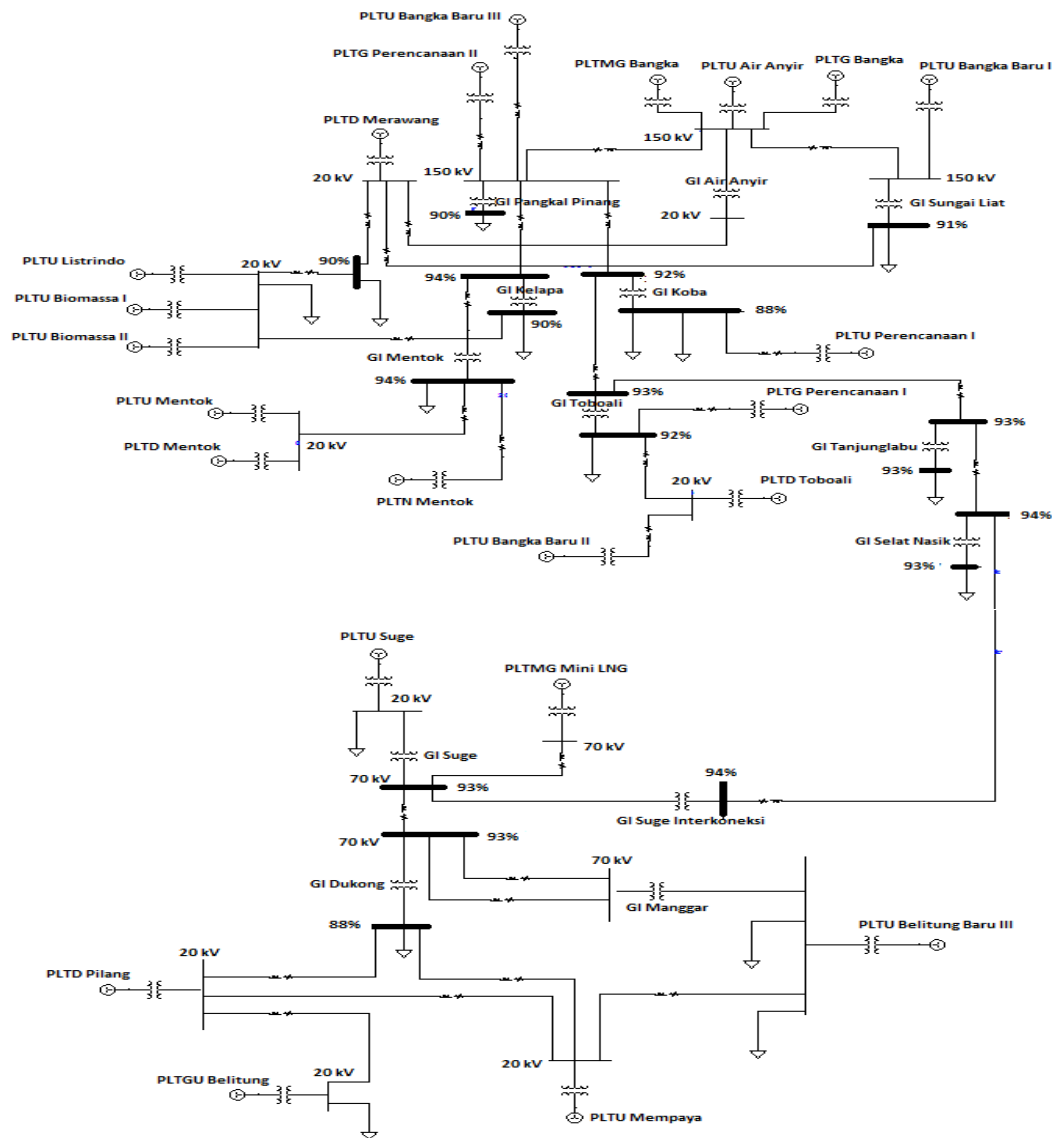 PLTU Bangka Baru III
PLTG Perencanaan II
PLTMG Bangka
PLTU Air Anyir
PLTG Bangka
PLTU Bangka Baru I
PLTD Merawang
150 kV
20 kV
150 kV
150 kV
GI Air Anyir
GI Pangkal Pinang
GI Sungai Liat
90%
20 kV
91%
PLTU Listrindo
20 kV
90%
94%
92%
GI Kelapa
GI Koba
PLTU Biomassa I
90%
88%
PLTU Biomassa II
GI Mentok
PLTU Perencanaan I
94%
PLTU Mentok
93%
PLTG Perencanaan I
GI Toboali
93%
PLTD Mentok
20 kV
92%
GI Tanjunglabu
93%
20 kV
PLTN Mentok
PLTD Toboali
94%
PLTU Bangka Baru II
GI Selat Nasik
93%
PLTU Suge
PLTMG Mini LNG
20 kV
70 kV
GI Suge
70 kV
93%
94%
GI Suge Interkoneksi
70 kV
93%
70 kV
GI Dukong
GI Manggar
88%
PLTU Belitung Baru III
20 kV
PLTD Pilang
20 kV
20 kV
PLTGU Belitung
PLTU Mempaya